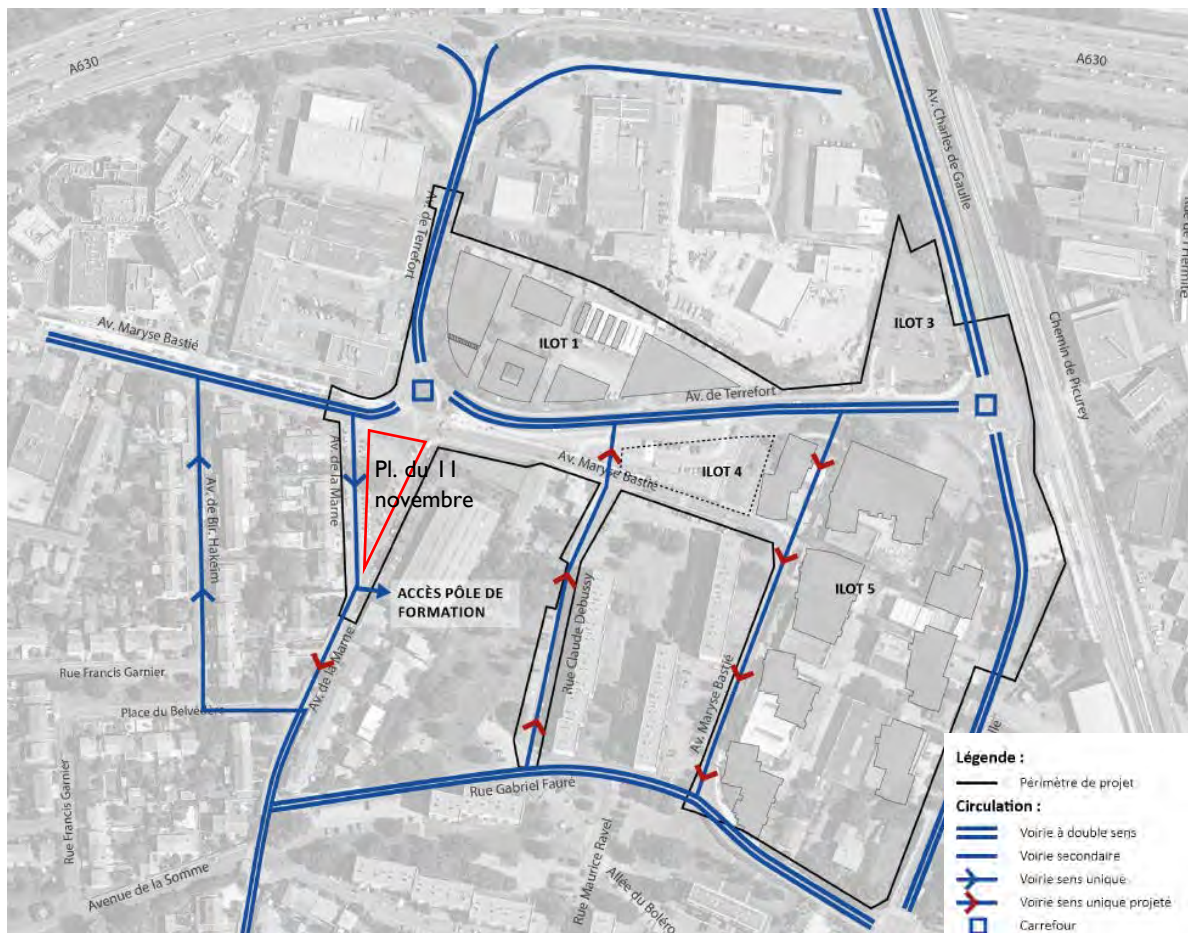 A630
A630
Av. Charles de Gaulle
Rue de l'Hermite
Av. de Terrefort
ILOT 3
Chemin de Picurey
Av. Maryse Bastié
ILOT 1
Av. de Terrefort
Av. de la Marne
Pl. du 11
novembre
Av. Maryse Bastié
ILOT 4
Av. de Bir. Hakeim
ACCÈS PÔLE DE
FORMATION
Rue Claude Debussy
ILOT 5
Rue Francis Garnier
Av. de la Marne
Av. Maryse Bastié
Place du Belvédère
Rue Francis Garnier
Rue Gabriel Fauré
Rue Maurice Ravel
Allée du Boléro
Avenue de la Somme
Légende :
Périmètre de projet
Circulation :
Voirie à double sens
Voirie secondaire
Voirie sens unique
Voirie sens unique projeté
Carrefour